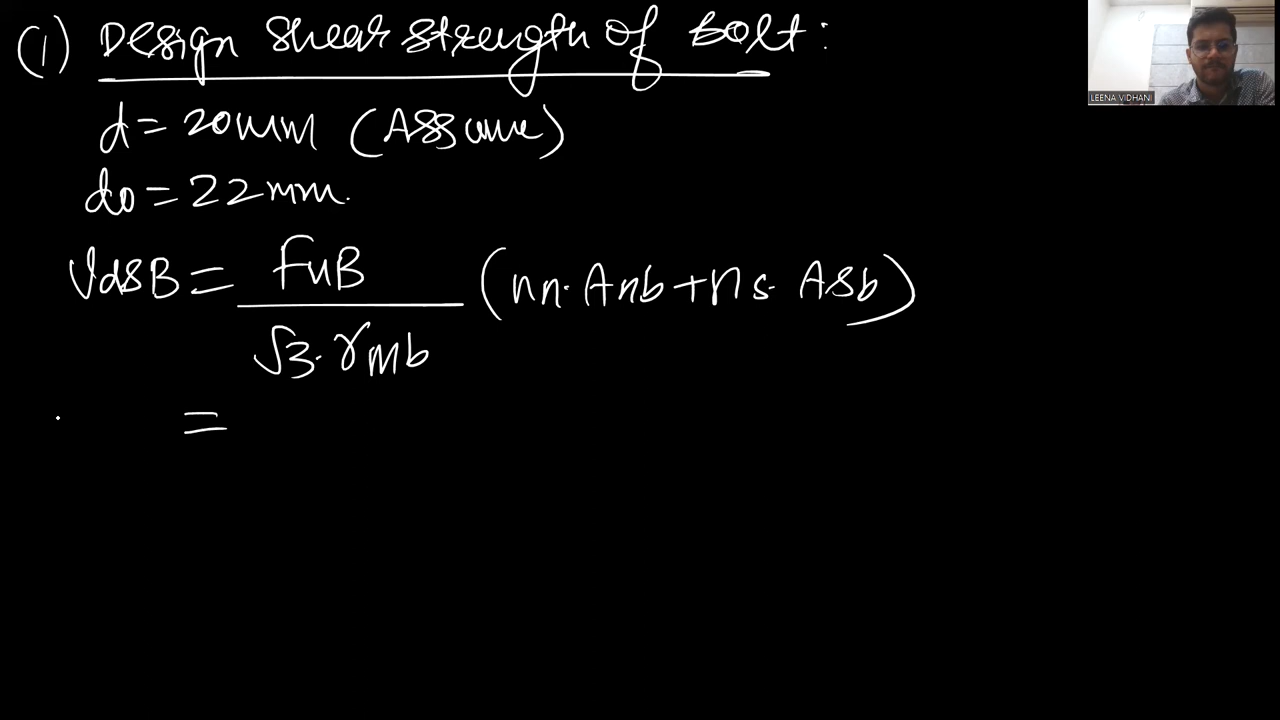 (1) Design shear strength of bolt:
LEENA VIDHANI
d = 20mm (Assume)
do = 22mm.
VdsB = FuB / √3. γmb (nn. Anb + ns. Asb)
=